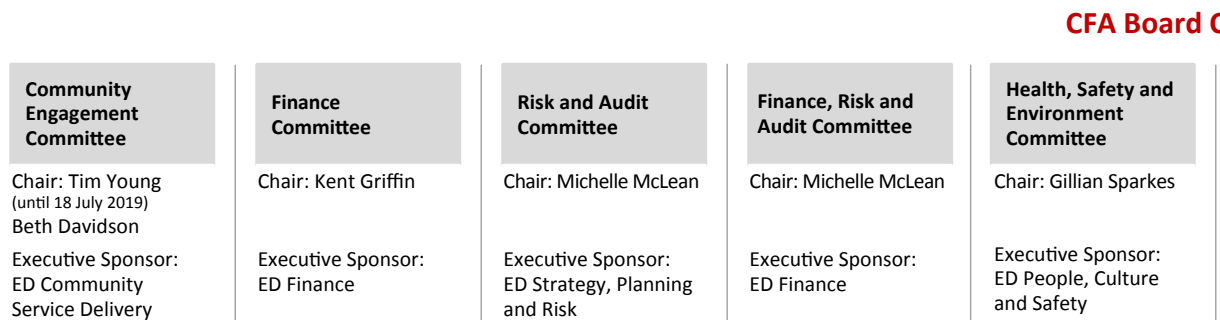 CFA Board
Community
Engagement
Committee
Chair: Tim Young
(until 18 July 2019)
Beth Davidson
Executive Sponsor:
ED Community
Service Delivery
Finance
Committee
Chair: Kent Griffin
Executive Sponsor:
ED Finance
Risk and Audit
Committee
Chair: Michelle McLean
Executive Sponsor:
ED Strategy, Planning
and Risk
Finance, Risk and
Audit Committee
Chair: Michelle McLean
Executive Sponsor:
ED Finance
Health, Safety and
Environment
Committee
Chair: Gillian Sparkes
Executive Sponsor:
ED People, Culture
and Safety